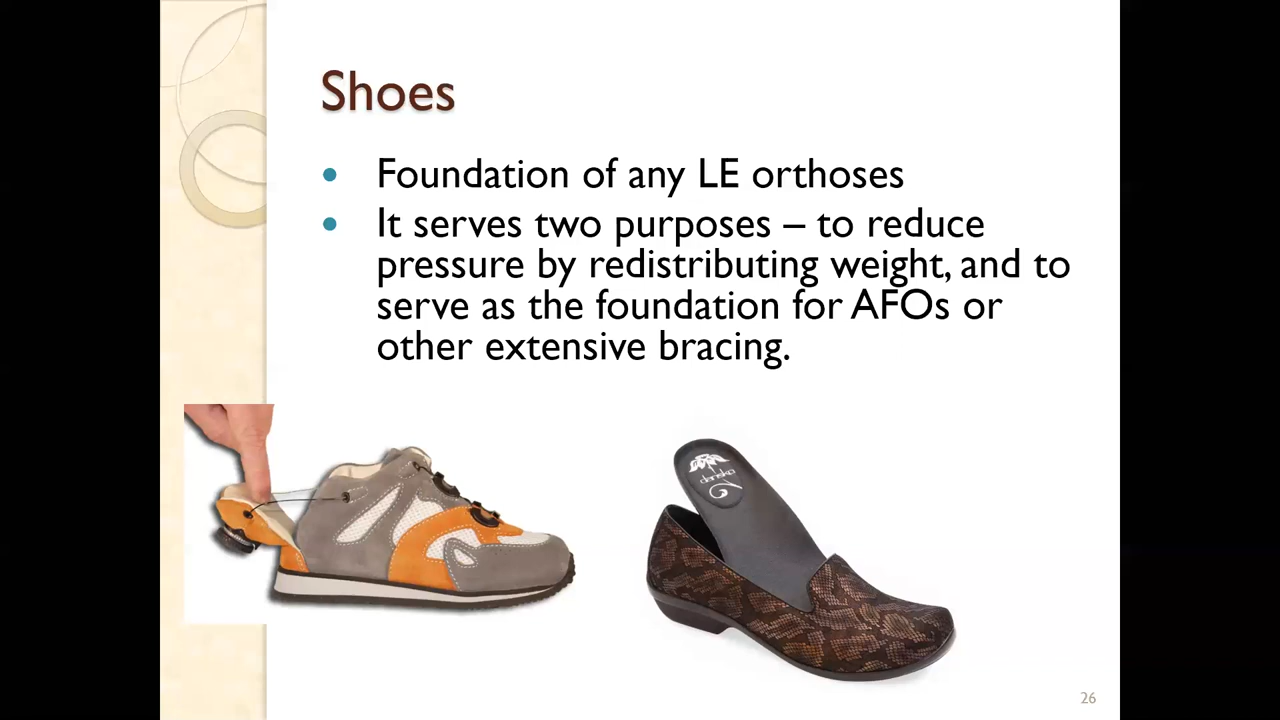 Shoes
• Foundation of any LE orthoses
• It serves two purposes – to reduce
pressure by redistributing weight, and to
serve as the foundation for AFOs or
other extensive bracing.
dansko
26